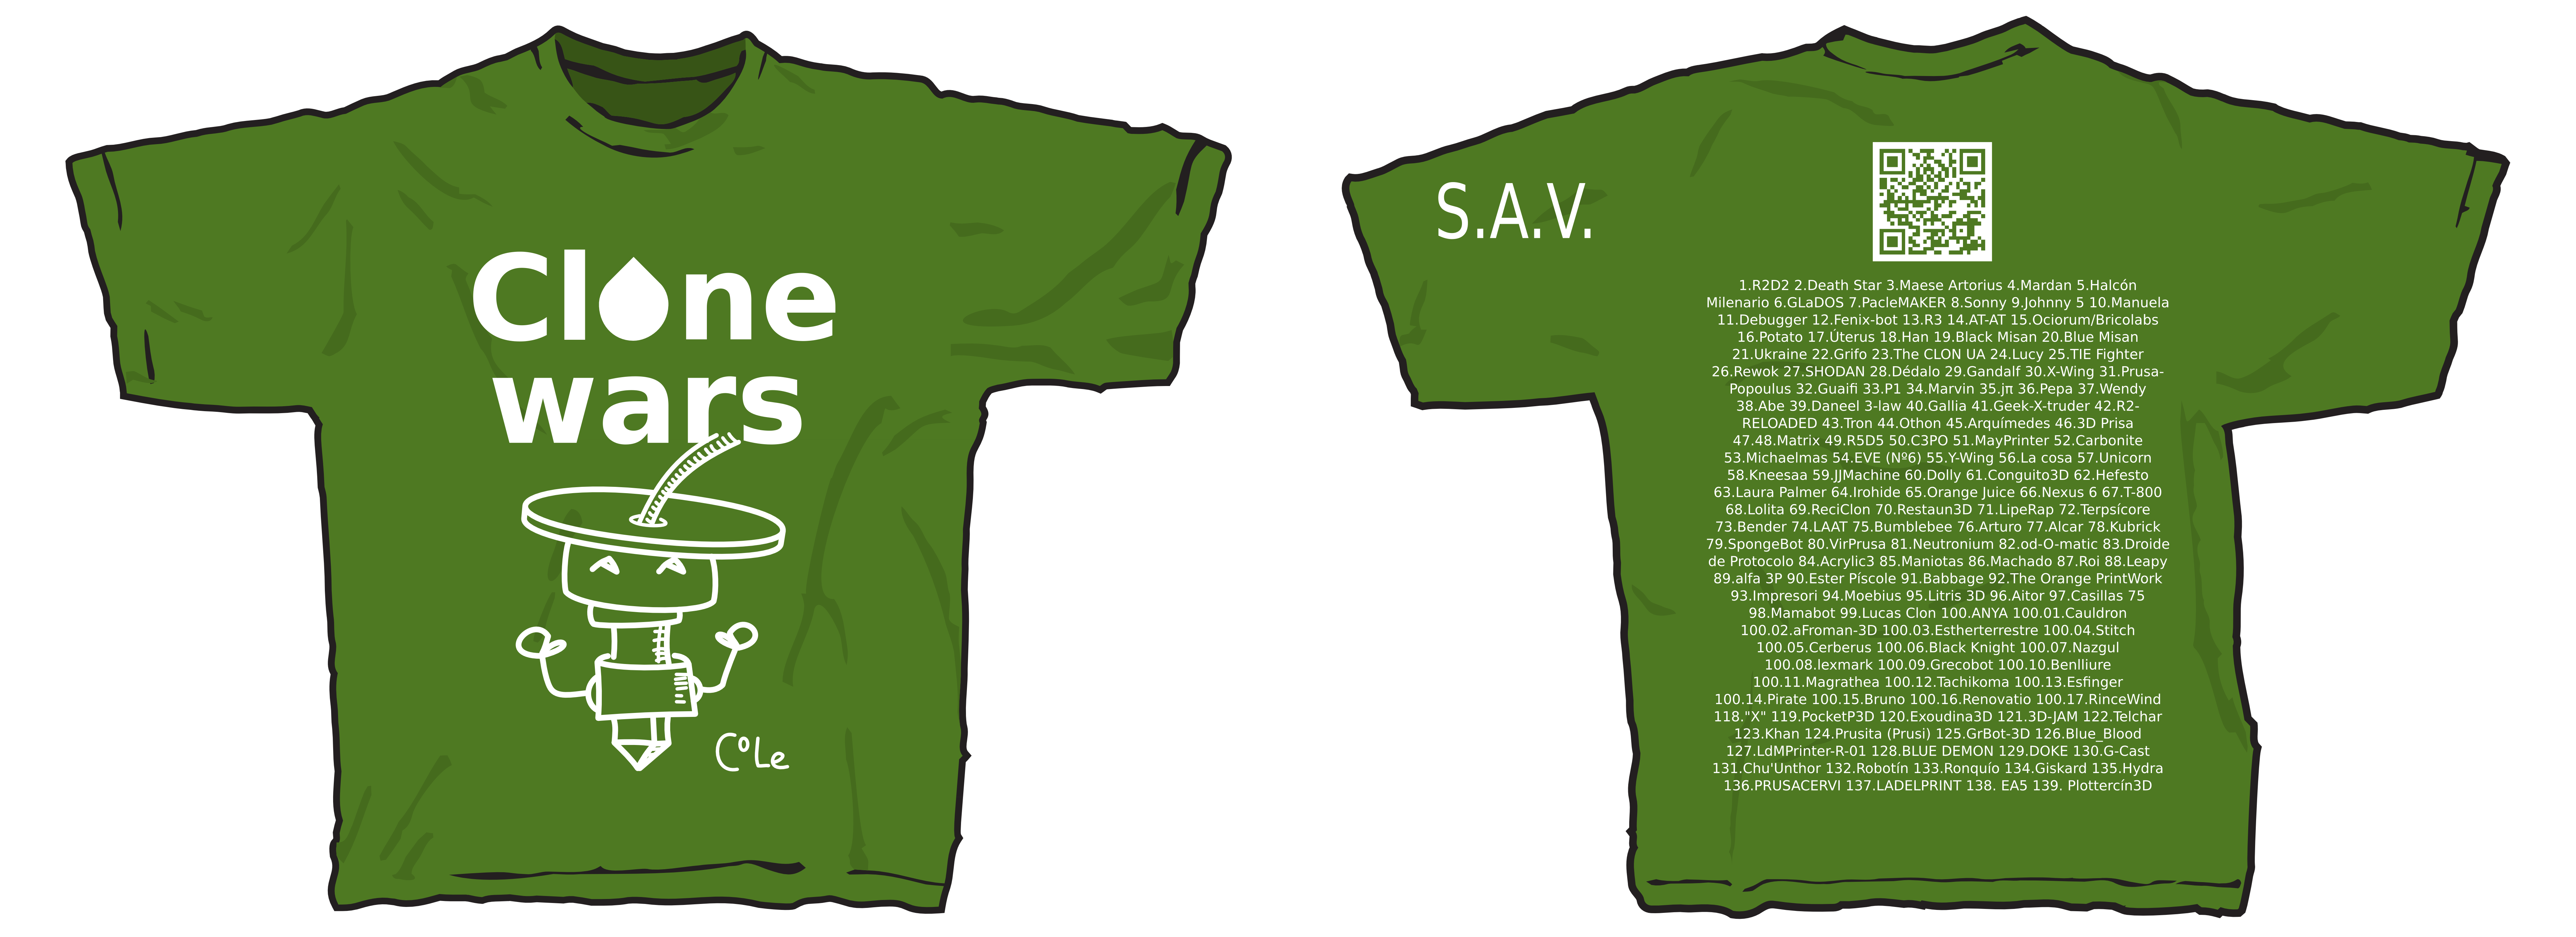 Clone
wars
CoLe
S.A.V.
1.R2D2 2.Death Star 3.Maese Artorius 4.Mardan 5.Halcón
Milenario 6.GLaDOS 7.PacleMAKER 8.Sonny 9.Johnny 5 10.Manuela
11.Debugger 12.Fenix-bot 13.R3 14.AT-AT 15.Ociorum/Bricolabs
16.Potato 17.Úterus 18.Han 19.Black Misan 20.Blue Misan
21.Ukraine 22.Grifo 23.The CLON UA 24.Lucy 25.TIE Fighter
26.Rewok 27.SHODAN 28.Dédalo 29.Gandalf 30.X-Wing 31.Prusa-
Popoulus 32.Guaifi 33.P1 34.Marvin 35.jπ 36.Pepa 37.Wendy
38.Abe 39.Daneel 3-law 40.Gallia 41.Geek-X-truder 42.R2-
RELOADED 43.Tron 44.Othon 45.Arquímedes 46.3D Prisa
47.48.Matrix 49.R5D5 50.C3PO 51.MayPrinter 52.Carbonite
53.Michaelmas 54.EVE (Nº6) 55.Y-Wing 56.La cosa 57.Unicorn
58.Kneesaa 59.JJMachine 60.Dolly 61.Conguito3D 62.Hefesto
63.Laura Palmer 64.Irohide 65.Orange Juice 66.Nexus 6 67.T-800
68.Lolita 69.ReciClon 70.Restaun3D 71.LipeRap 72.Terpsícore
73.Bender 74.LAAT 75.Bumblebee 76.Arturo 77.Alcar 78.Kubrick
79.SpongeBot 80.VirPrusa 81.Neutronium 82.od-O-matic 83.Droide
de Protocolo 84.Acrylic3 85.Maniotas 86.Machado 87.Roi 88.Leapy
89.alfa 3P 90.Ester Píscole 91.Babbage 92.The Orange PrintWork
93.Impresori 94.Moebius 95.Litris 3D 96.Aitor 97.Casillas 75
98.Mamabot 99.Lucas Clon 100.ANYA 100.01.Cauldron
100.02.aFroman-3D 100.03.Estherterrestre 100.04.Stitch
100.05.Cerberus 100.06.Black Knight 100.07.Nazgul
100.08.lexmark 100.09.Grecobot 100.10.Benlliure
100.11.Magrathea 100.12.Tachikoma 100.13.Esfinger
100.14.Pirate 100.15.Bruno 100.16.Renovatio 100.17.RinceWind
118."X" 119.PocketP3D 120.Exoudina3D 121.3D-JAM 122.Telchar
123.Khan 124.Prusita (Prusi) 125.GrBot-3D 126.Blue_Blood
127.LdMPrinter-R-01 128.BLUE DEMON 129.DOKE 130.G-Cast
131.Chu'Unthor 132.Robotín 133.Ronquío 134.Giskard 135.Hydra
136.PRUSACERVI 137.LADELPRINT 138. EA5 139. Plottercín3D